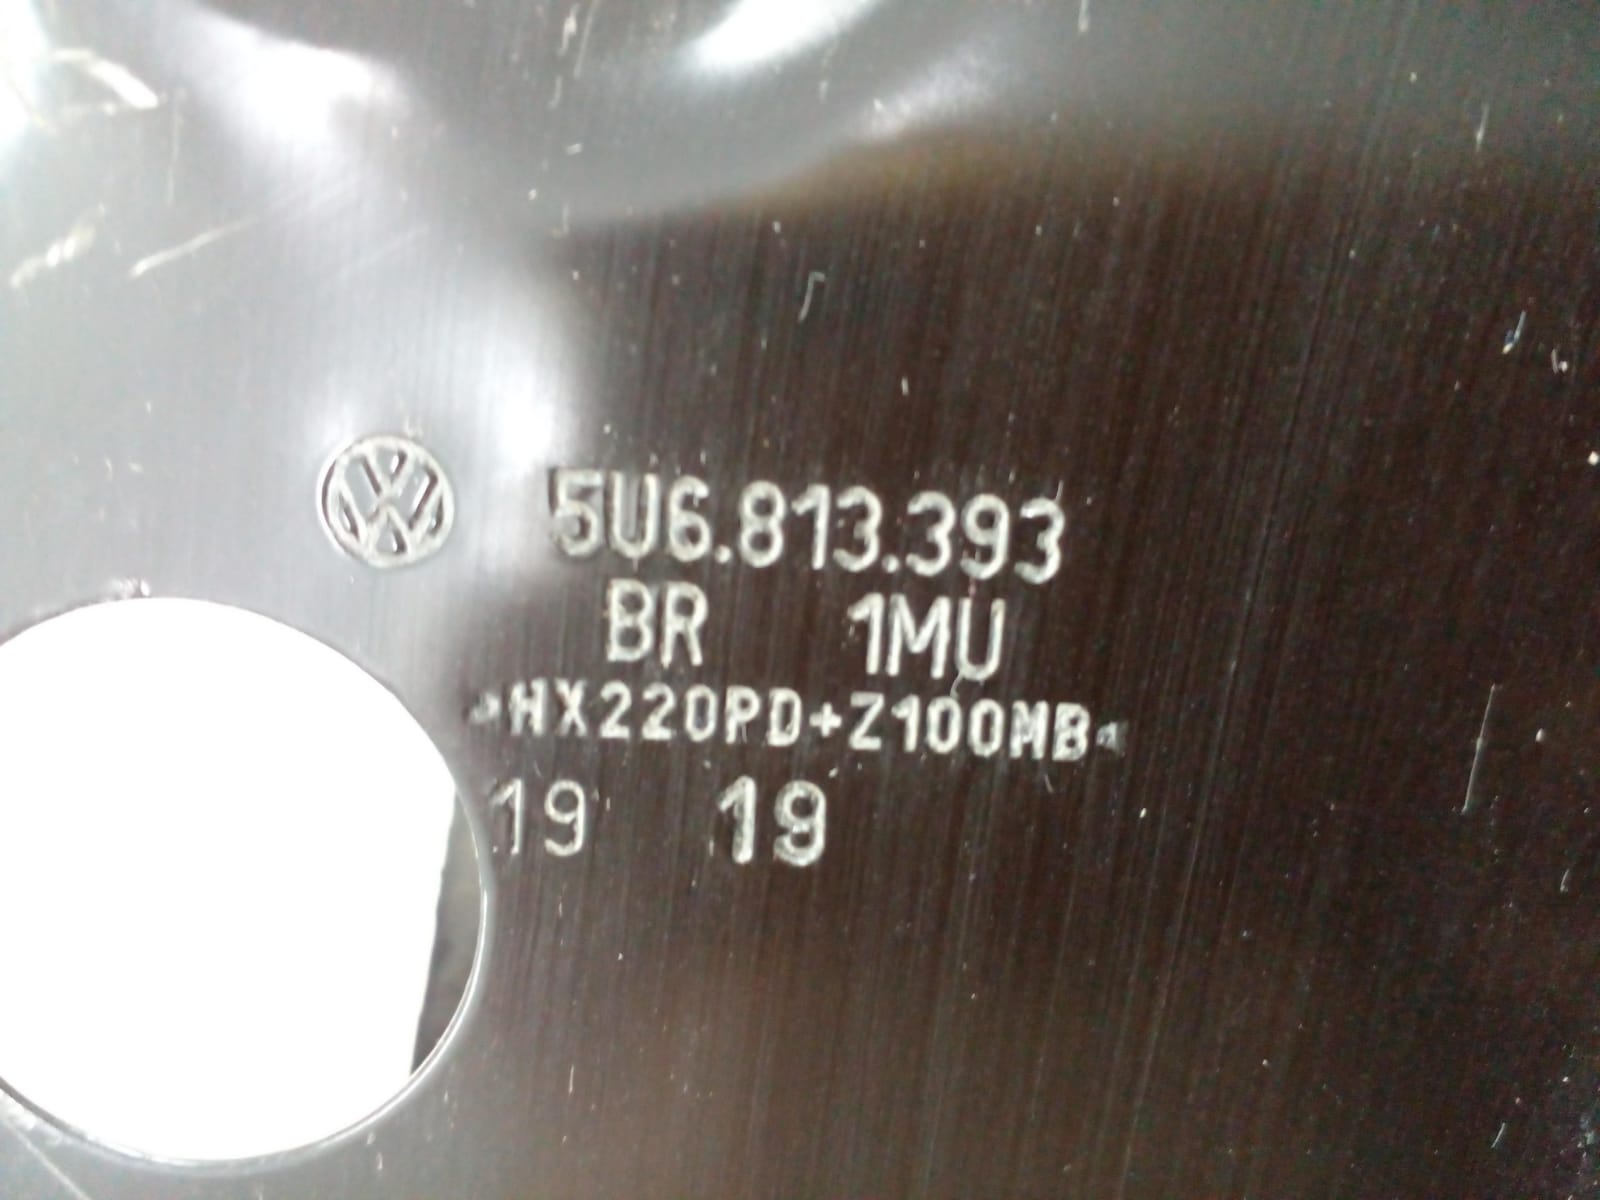 5U6.813.393
BR 1MU
>HX220PD+Z100MB<
19 19